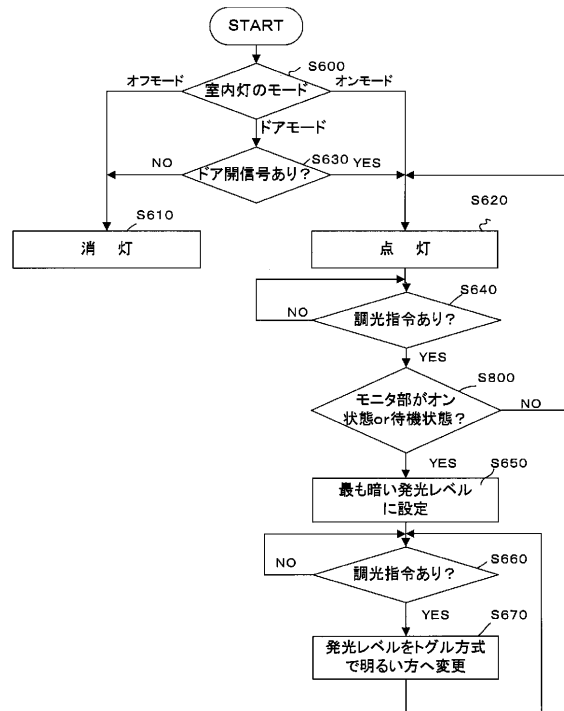 START
S600
オフモード
室内灯のモード
オンモード
ドアモード
S630
NO
ドア開信号あり？
YES
S610
消 灯
S620
点 灯
S640
NO
調光指令あり？
YES
S800
モニタ部がオン
状態or待機状態？
NO
YES
S650
最も暗い発光レベル
に設定
S660
NO
調光指令あり？
YES
S670
発光レベルをトグル方式
で明るい方へ変更